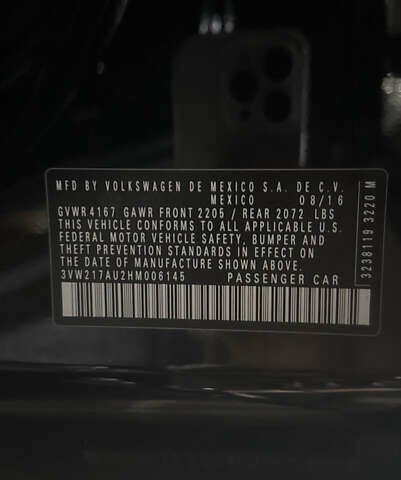 MFD BY VOLKSWAGEN DE MEXICO S.A. DE C.V.
MEXICO 08/16
GVWR 4167 GAWR FRONT 2205 / REAR 2072 LBS
THIS VEHICLE CONFORMS TO ALL APPLICABLE U.S.
FEDERAL MOTOR VEHICLE SAFETY, BUMPER AND
THEFT PREVENTION STANDARDS IN EFFECT ON
THE DATE OF MANUFACTURE SHOWN ABOVE.
3VW217AU2HM006145 PASSENGER CAR
3238119 3220 M